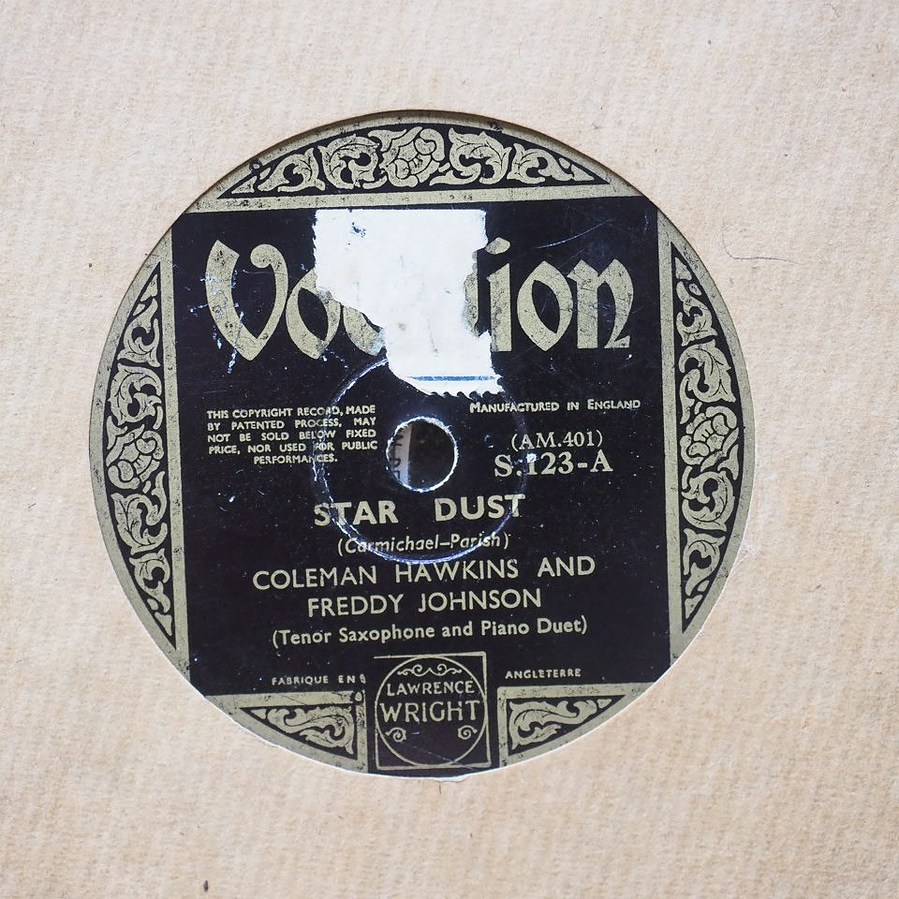 Vocalion
THIS COPYRIGHT RECORD, MADE
BY PATENTED PROCESS, MAY
NOT BE SOLD BELOW FIXED
PRICE, NOR USED FOR PUBLIC
PERFORMANCES.
MANUFACTURED IN ENGLAND
(AM.401)
S.123-A
STAR DUST
(Carmichael-Parish)
COLEMAN HAWKINS AND
FREDDY JOHNSON
(Tenor Saxophone and Piano Duet)
FABRIQUE EN
ANGLETERRE
LAWRENCE
WRIGHT